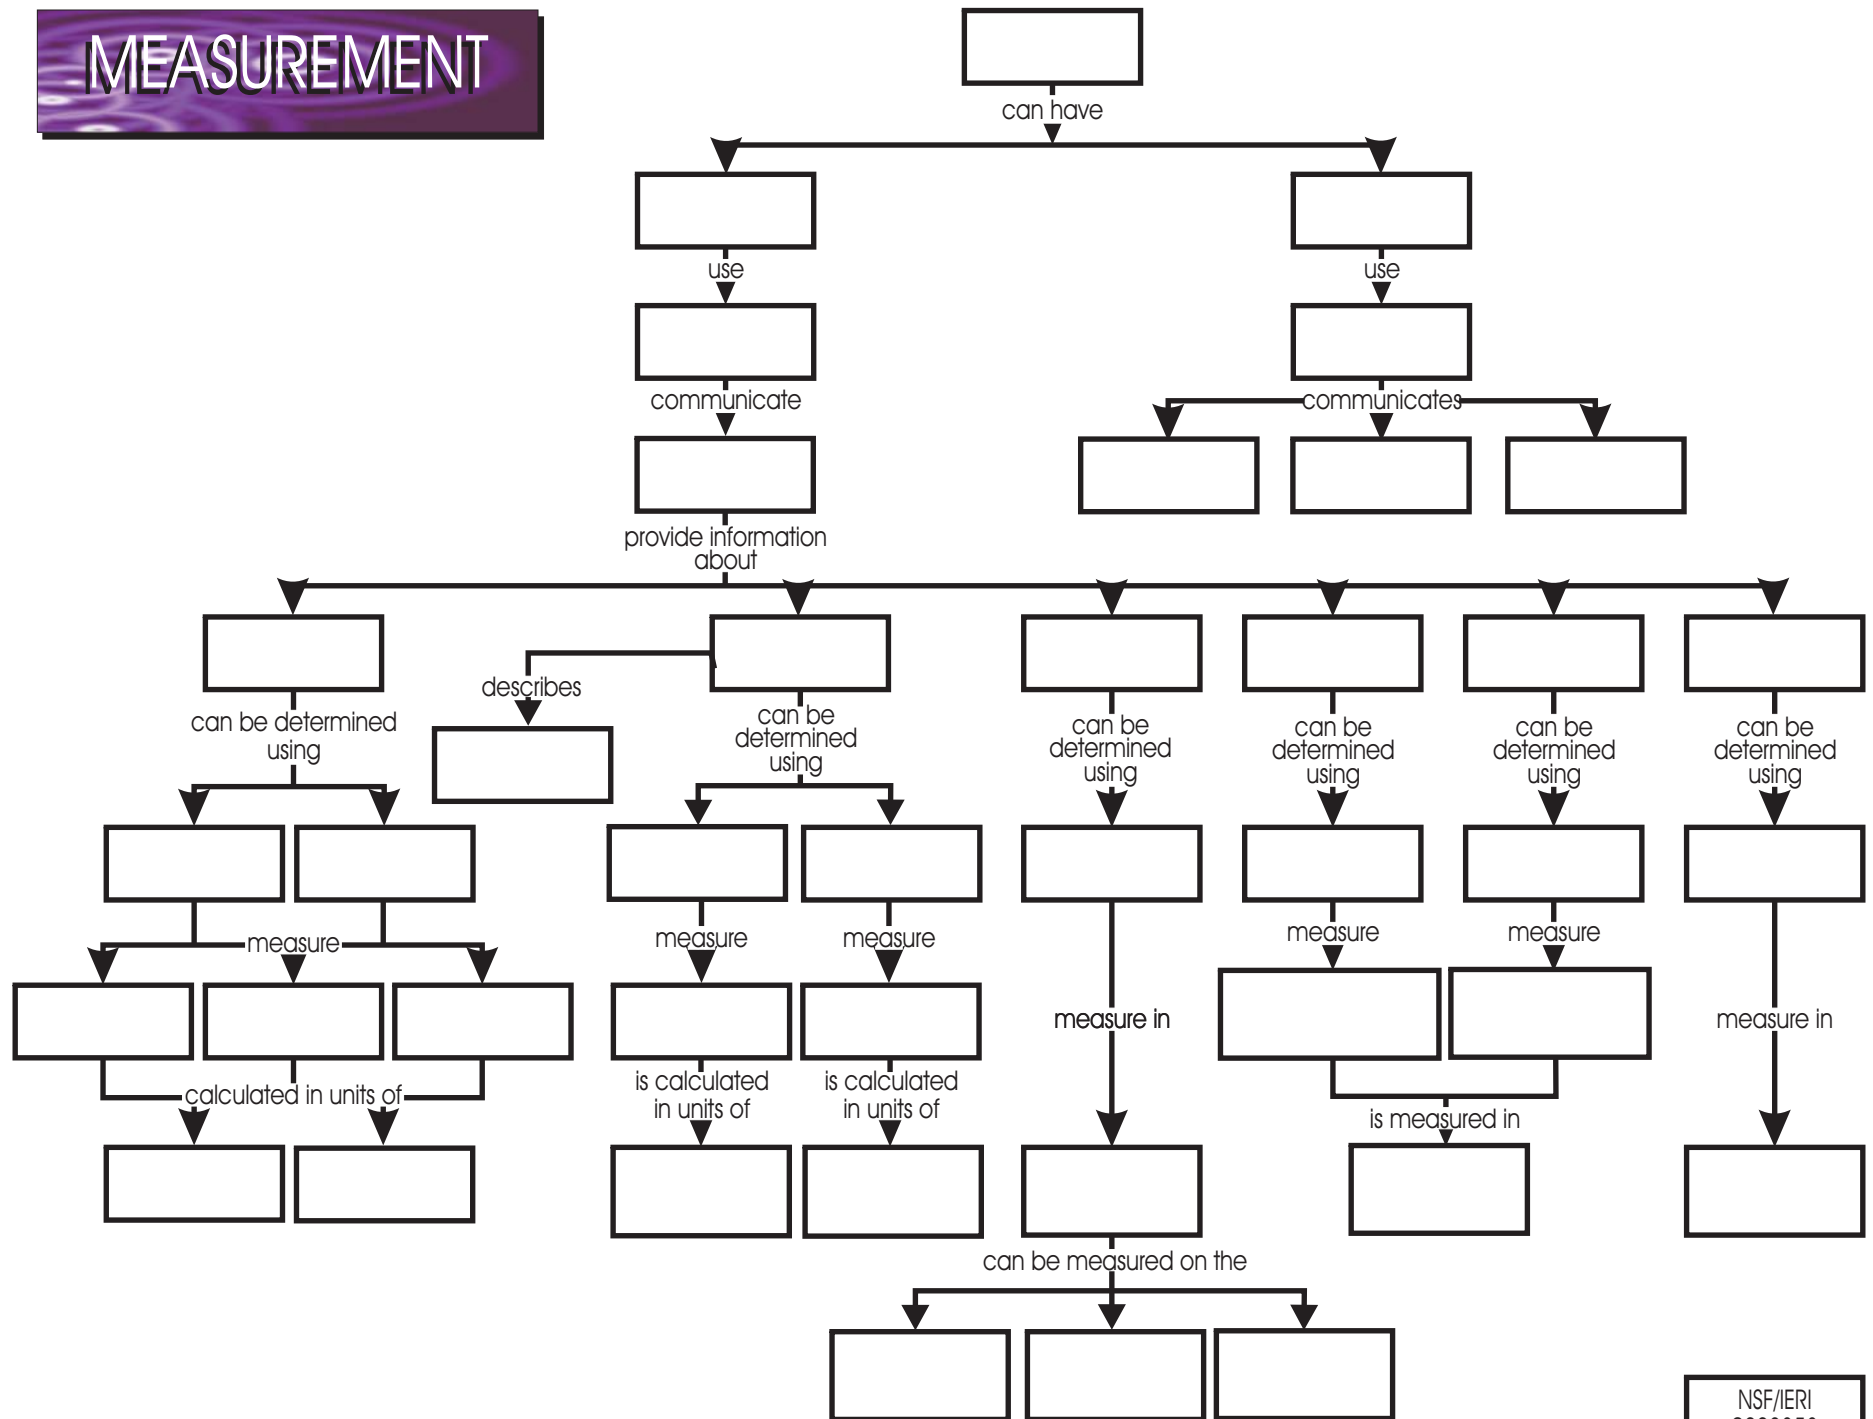 MEASUREMENT
can have
use
use
communicate
communicates
provide information
about
describes
can be determined
using
can be
determined
using
can be
determined
using
can be
determined
using
can be
determined
using
can be
determined
using
measure
measure
measure
measure
measure
measure in
measure in
calculated in units of
is calculated
in units of
is calculated
in units of
is measured in
can be measured on the
NSF/IERI